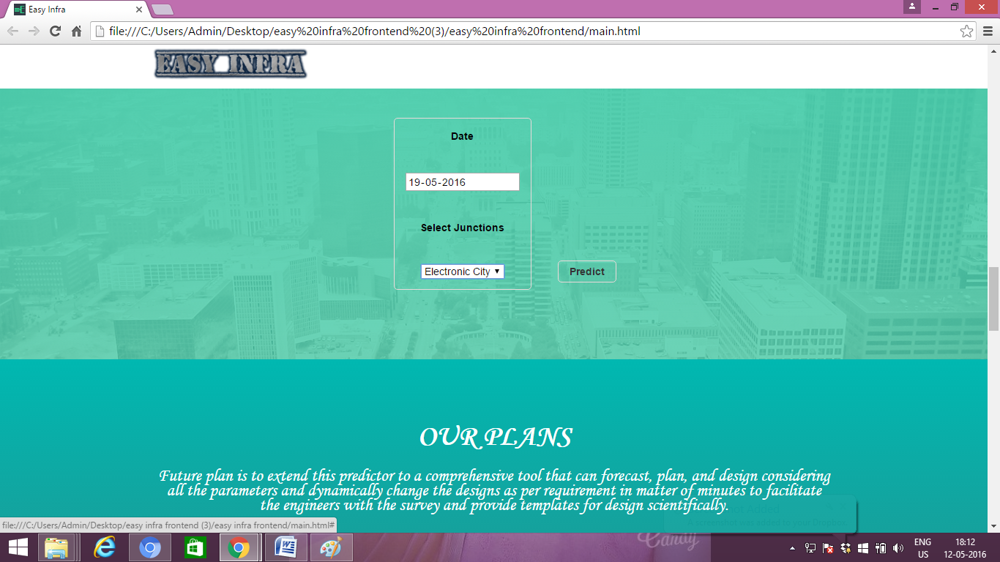 Easy Infra
file:///C:/Users/Admin/Desktop/easy%20infra%20frontend%20(3)/easy%20infra%20frontend/main.html
EASY INFRA
Date
19-05-2016
Select Junctions
Electronic City
Predict
OUR PLANS
Future plan is to extend this predictor to a comprehensive tool that can forecast, plan, and design considering
all the parameters and dynamically change the designs as per requirement in matter of minutes to facilitate
the engineers with the survey and provide templates for design scientifically.
file:///C:/Users/Admin/Desktop/easy infra frontend (3)/easy infra frontend/main.html#
Candy
ENG
US
18:12
12-05-2016